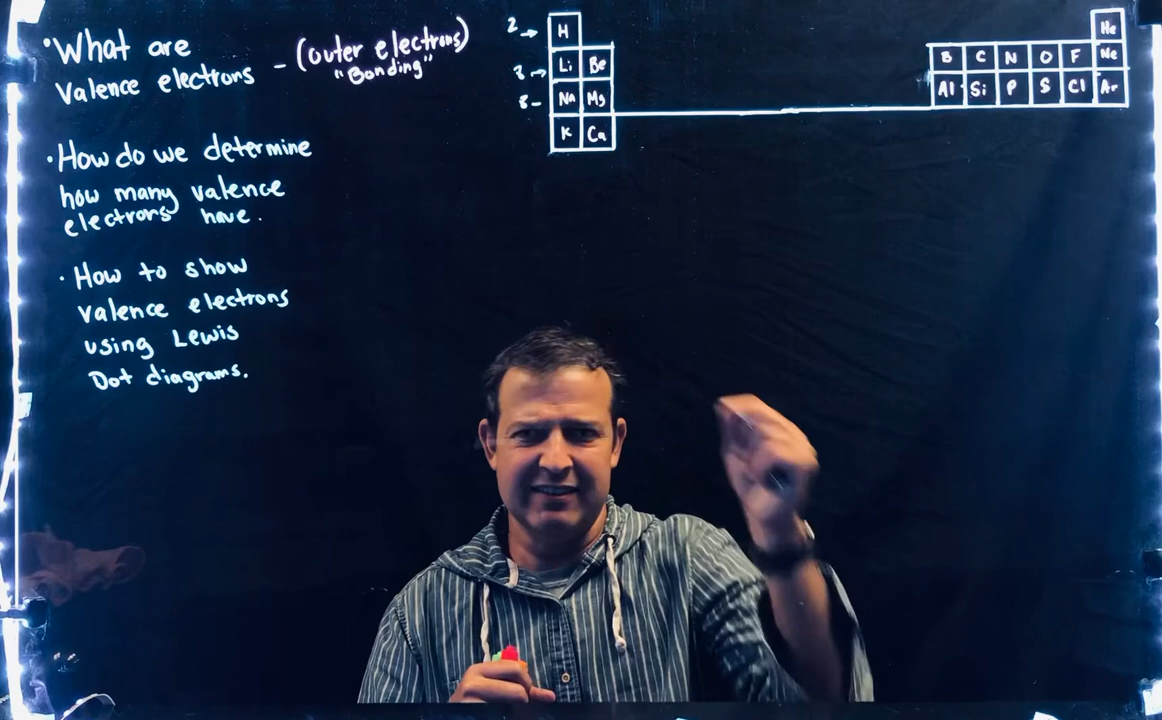 •What are
valence electrons – (outer electrons)
"Bonding"
•How do we determine
how many valence
electrons have.
• How to show
valence electrons
using Lewis
Dot diagrams.
2 → H He
8 → Li Be B C N O F Ne
8 – Na Mg Al Si P S Cl Ar
K Ca